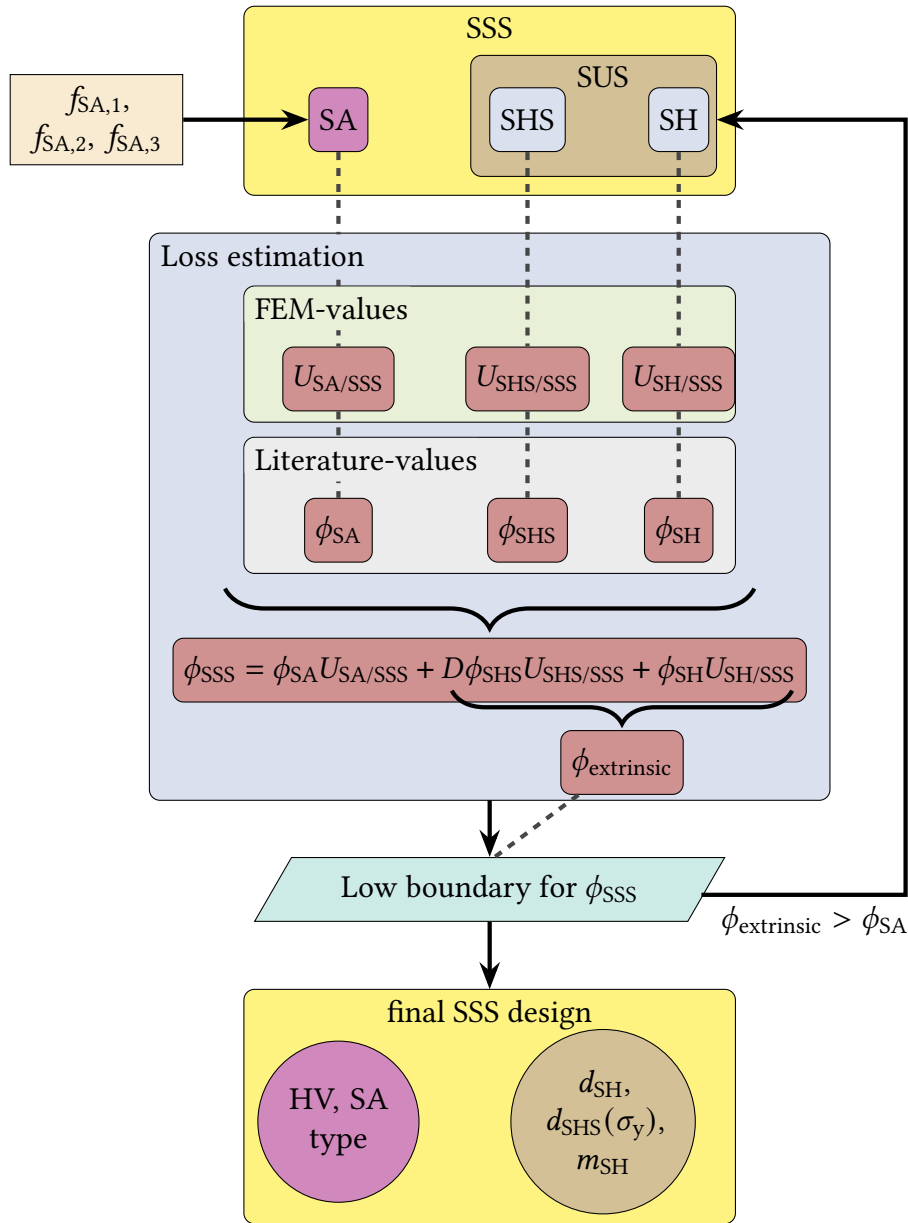 SSS
SUS
f_SA,1,
f_SA,2, f_SA,3
SA
SHS
SH
Loss estimation
FEM-values
U_SA/SSS
U_SHS/SSS
U_SH/SSS
Literature-values
ϕ_SA
ϕ_SHS
ϕ_SH
ϕ_SSS = ϕ_SA U_SA/SSS + Dϕ_SHS U_SHS/SSS + ϕ_SH U_SH/SSS
ϕ_extrinsic
Low boundary for ϕ_SSS
ϕ_extrinsic > ϕ_SA
final SSS design
HV, SA
type
d_SH,
d_SHS(σ_y),
m_SH